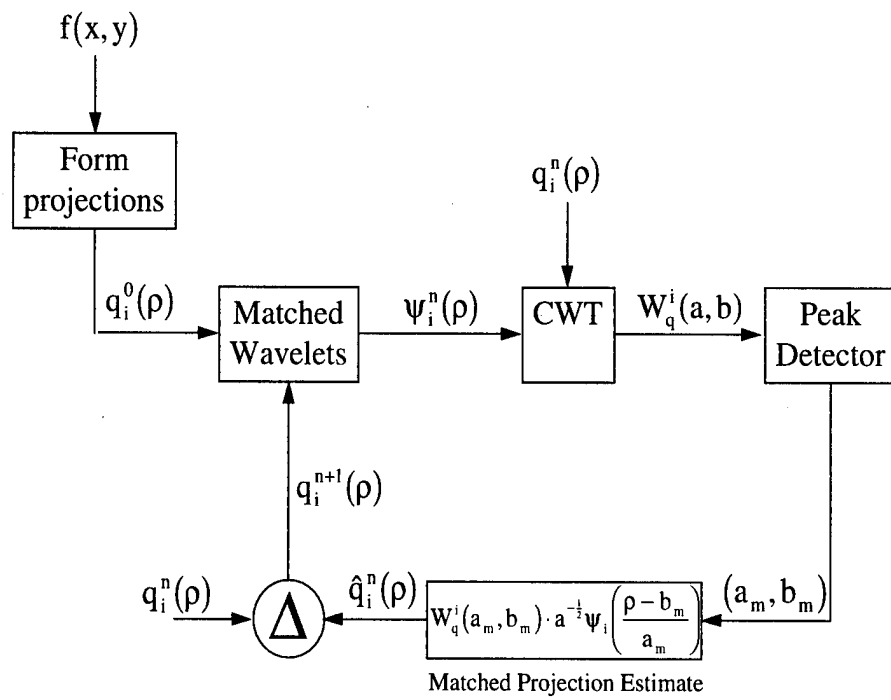 f(x,y)
Form
projections
q_i^n(ρ)
q_i^0(ρ)
Matched
Wavelets
ψ_i^n(ρ)
CWT
W_q^i(a,b)
Peak
Detector
q_i^{n+1}(ρ)
q_i^n(ρ)
Δ
q̂_i^n(ρ)
W_q^i(a_m,b_m)·a^{-½}ψ_i((ρ−b_m)/a_m)
(a_m,b_m)
Matched Projection Estimate